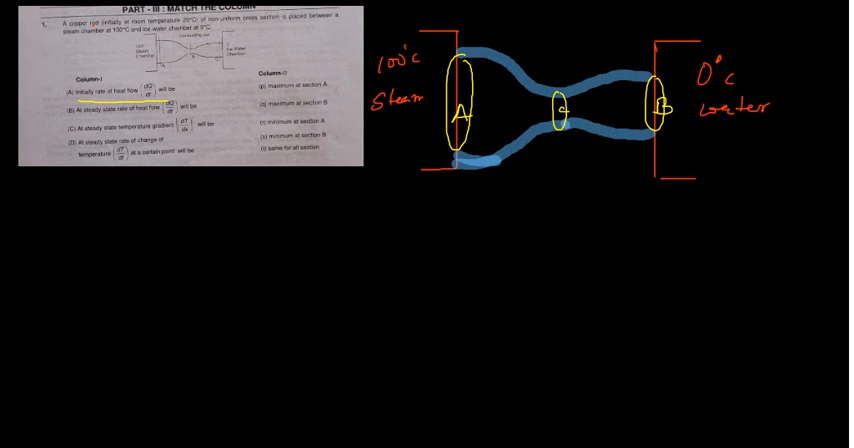 PART - III : MATCH THE COLUMN
1. A copper rod (initially at room temperature 20°C) of non-uniform cross section is placed between a
steam chamber at 100°C and ice-water chamber at 0°C.
Steam
Chamber
Chamber
A
B
Column-I
Column-II
(A) Initially rate of heat flow (dQ/dt) will be
(p) maximum at section A
(B) At steady state rate of heat flow (dQ/dt) will be
(q) maximum at section B
(C) At steady state temperature gradient (dT/dx) will be
(r) minimum at section A
(D) At steady state rate of change of
temperature (dT/dt) at a certain point will be
(s) minimum at section B
(t) same for all section
100°C
Steam
A
B
0°C
water